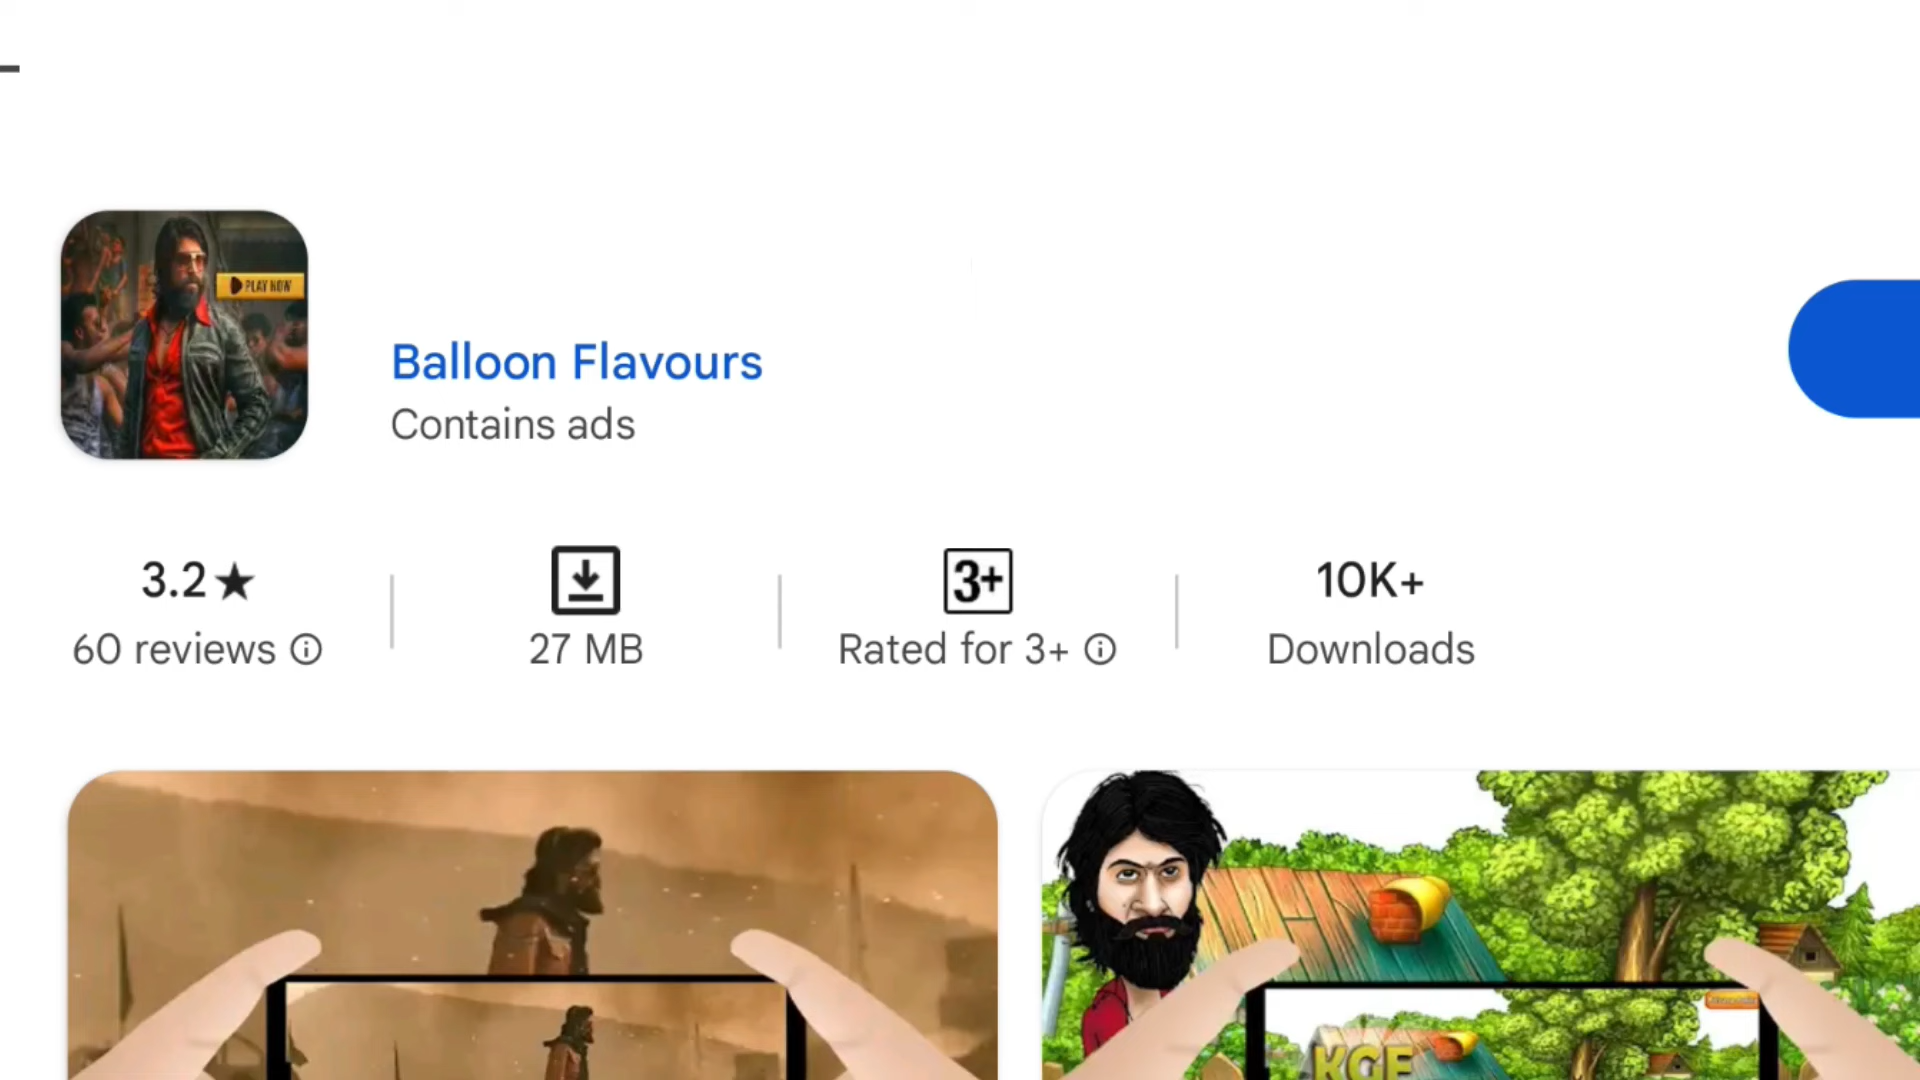 PLAY NOW
Balloon Flavours
Contains ads
3.2★
60 reviews
27 MB
3+
Rated for 3+
10K+
Downloads
KGF